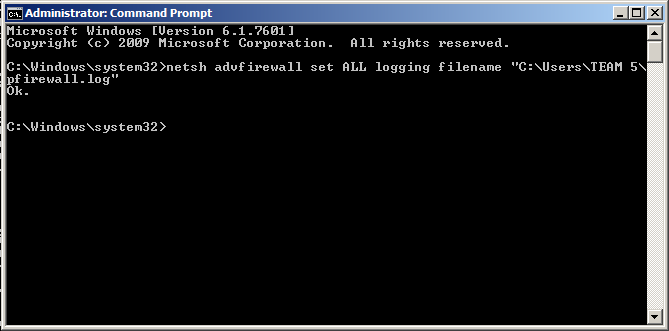 Administrator: Command Prompt
Microsoft Windows [Version 6.1.7601]
Copyright (c) 2009 Microsoft Corporation.  All rights reserved.
C:\Windows\system32>netsh advfirewall set ALL logging filename "C:\Users\TEAM 5\
pfirewall.log"
Ok.
C:\Windows\system32>